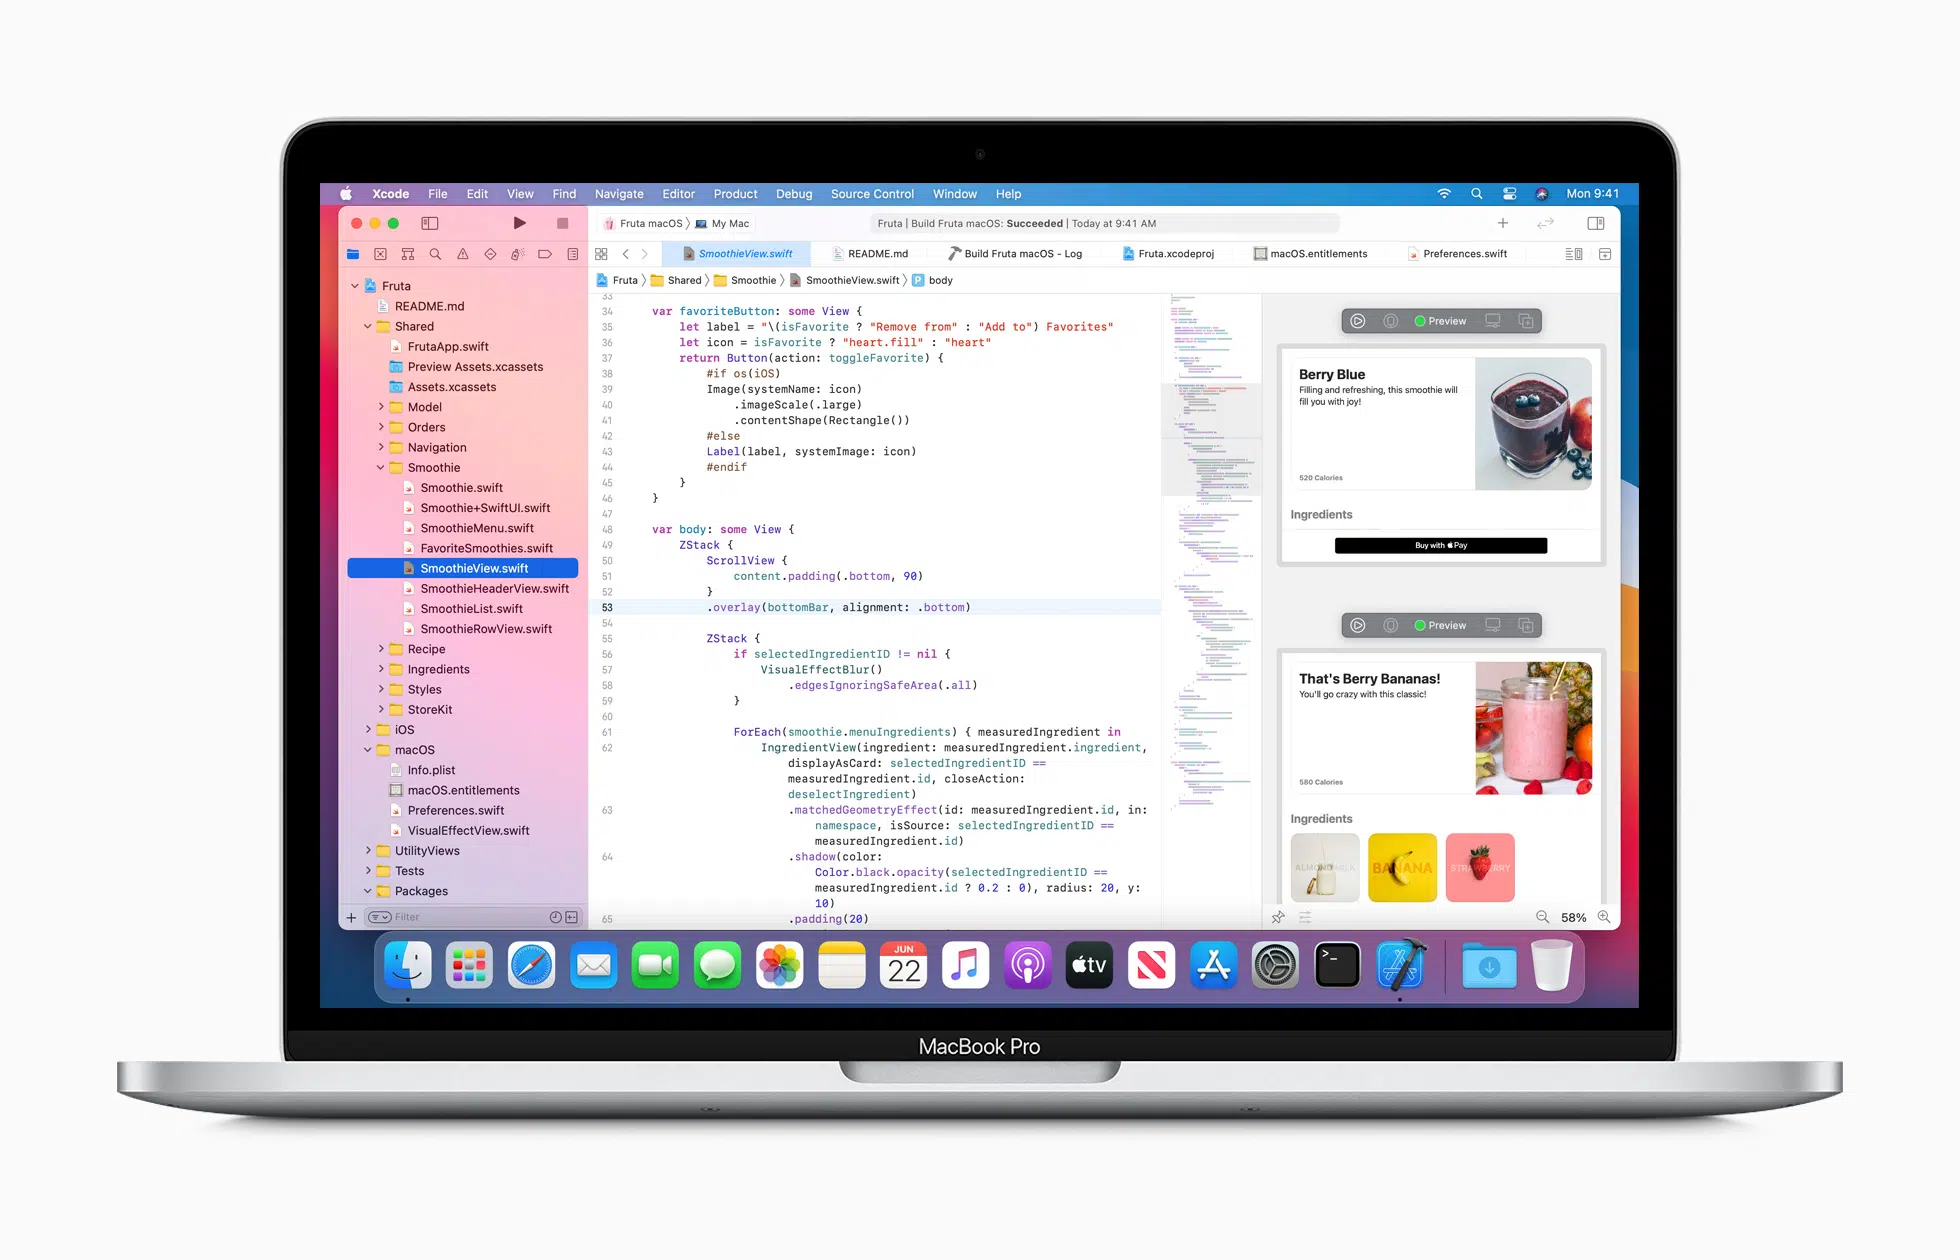 Xcode File Edit View Find Navigate Editor Product Debug Source Control Window Help Mon 9:41
Fruta macOS My Mac
Fruta | Build Fruta macOS: Succeeded | Today at 9:41 AM
SmoothieView.swift README.md Build Fruta macOS - Log Fruta.xcodeproj macOS.entitlements Preferences.swift
Fruta Shared Smoothie SmoothieView.swift body
Fruta
README.md
Shared
FrutaApp.swift
Preview Assets.xcassets
Assets.xcassets
Model
Orders
Navigation
Smoothie
Smoothie.swift
Smoothie+SwiftUI.swift
SmoothieMenu.swift
FavoriteSmoothies.swift
SmoothieView.swift
SmoothieHeaderView.swift
SmoothieList.swift
SmoothieRowView.swift
Recipe
Ingredients
Styles
StoreKit
iOS
macOS
Info.plist
macOS.entitlements
Preferences.swift
VisualEffectView.swift
UtilityViews
Tests
Packages
Filter
33
34 var favoriteButton: some View {
35 let label = "\(isFavorite ? "Remove from" : "Add to") Favorites"
36 let icon = isFavorite ? "heart.fill" : "heart"
37 return Button(action: toggleFavorite) {
38 #if os(iOS)
39 Image(systemName: icon)
40 .imageScale(.large)
41 .contentShape(Rectangle())
42 #else
43 Label(label, systemImage: icon)
44 #endif
45 }
46 }
47
48 var body: some View {
49 ZStack {
50 ScrollView {
51 content.padding(.bottom, 90)
52 }
53 .overlay(bottomBar, alignment: .bottom)
54
55 ZStack {
56 if selectedIngredientID != nil {
57 VisualEffectBlur()
58 .edgesIgnoringSafeArea(.all)
59 }
60
61 ForEach(smoothie.menuIngredients) { measuredIngredient in
62 IngredientView(ingredient: measuredIngredient.ingredient,
displayAsCard: selectedIngredientID ==
measuredIngredient.id, closeAction:
deselectIngredient)
63 .matchedGeometryEffect(id: measuredIngredient.id, in:
namespace, isSource: selectedIngredientID ==
measuredIngredient.id)
64 .shadow(color:
Color.black.opacity(selectedIngredientID ==
measuredIngredient.id ? 0.2 : 0), radius: 20, y:
10)
65 .padding(20)
Preview
Berry Blue
Filling and refreshing, this smoothie will
fill you with joy!
520 Calories
Ingredients
Buy with Pay
Preview
That's Berry Bananas!
You'll go crazy with this classic!
580 Calories
Ingredients
ALMOND MILK BANANA STRAWBERRY
58%
JUN
22
tv
>_
MacBook Pro